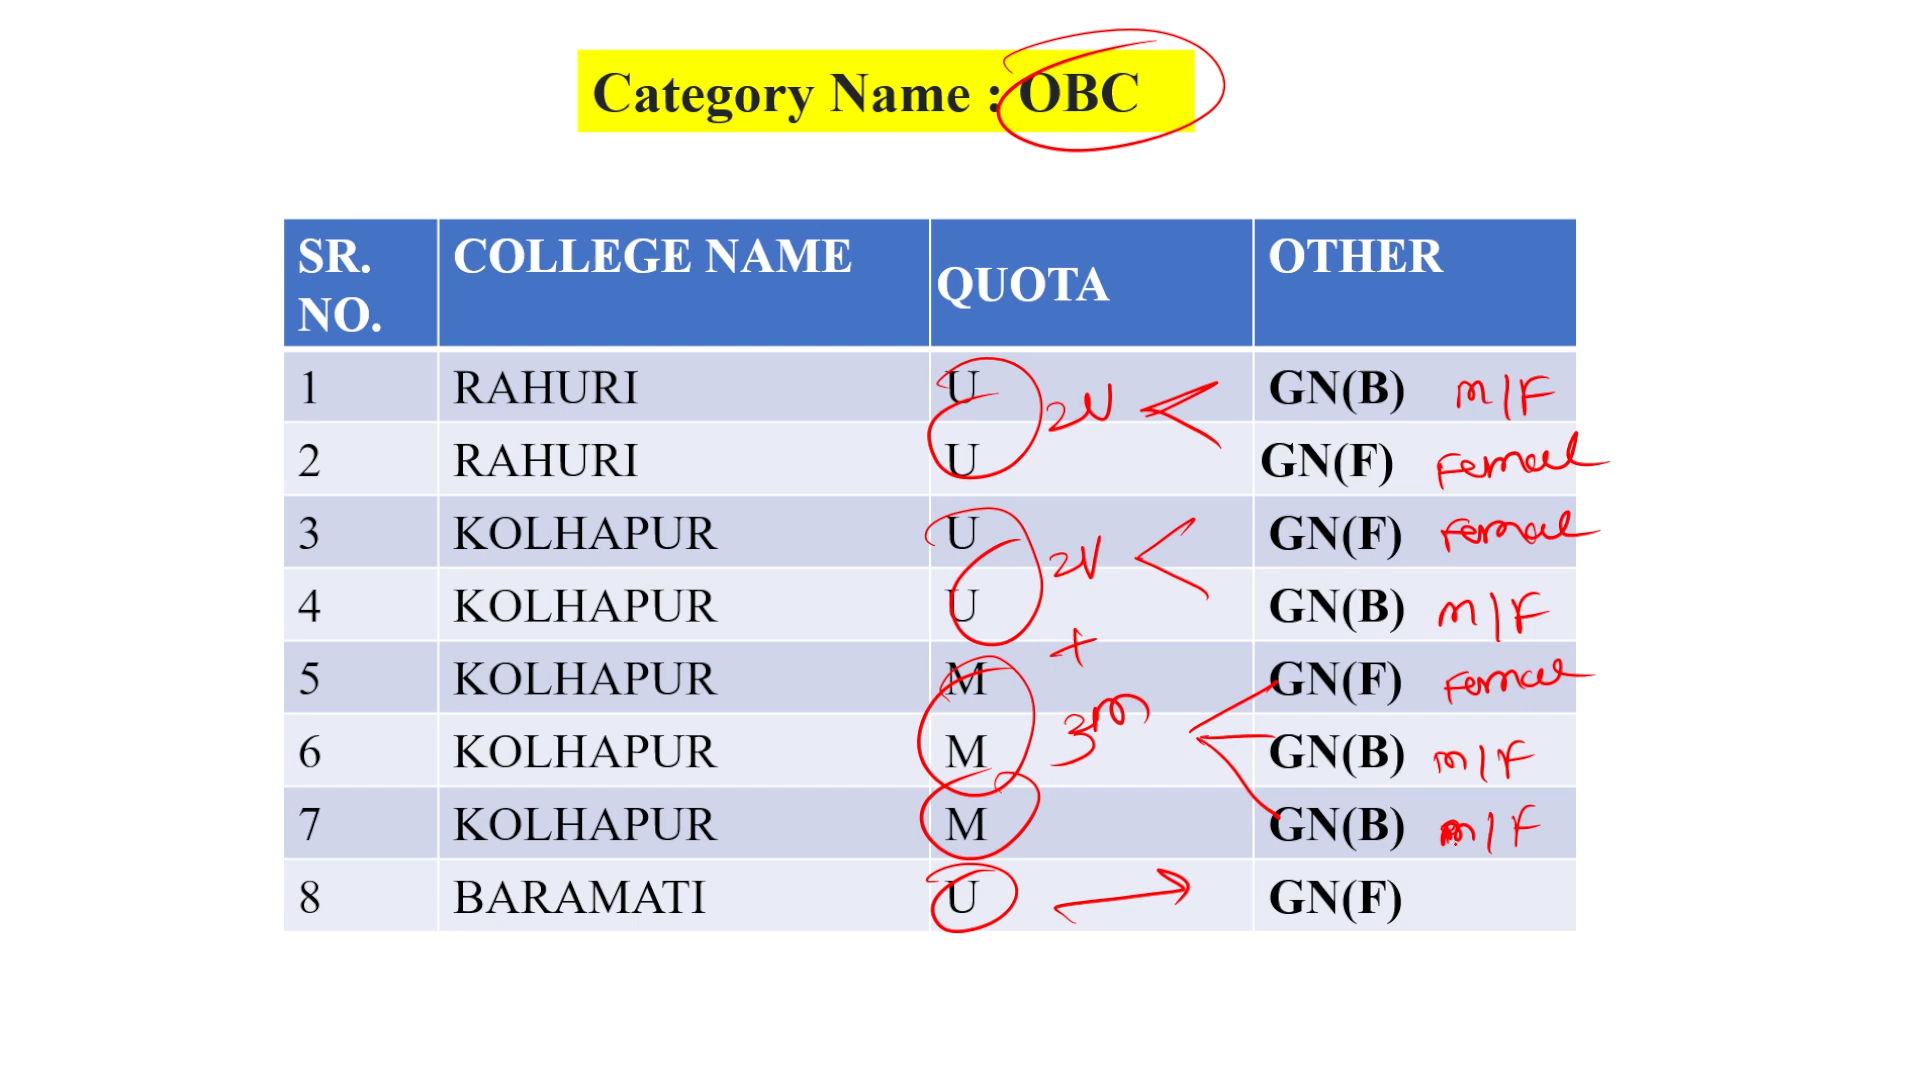 Category Name : OBC
SR. NO. COLLEGE NAME QUOTA OTHER
1 RAHURI U 2U GN(B) M/F
2 RAHURI U GN(F) Femal
3 KOLHAPUR U 2U GN(F) Femal
4 KOLHAPUR U GN(B) M/F
+
5 KOLHAPUR M GN(F) Femal
6 KOLHAPUR M 3M GN(B) M/F
7 KOLHAPUR M GN(B) M/F
8 BARAMATI U GN(F)